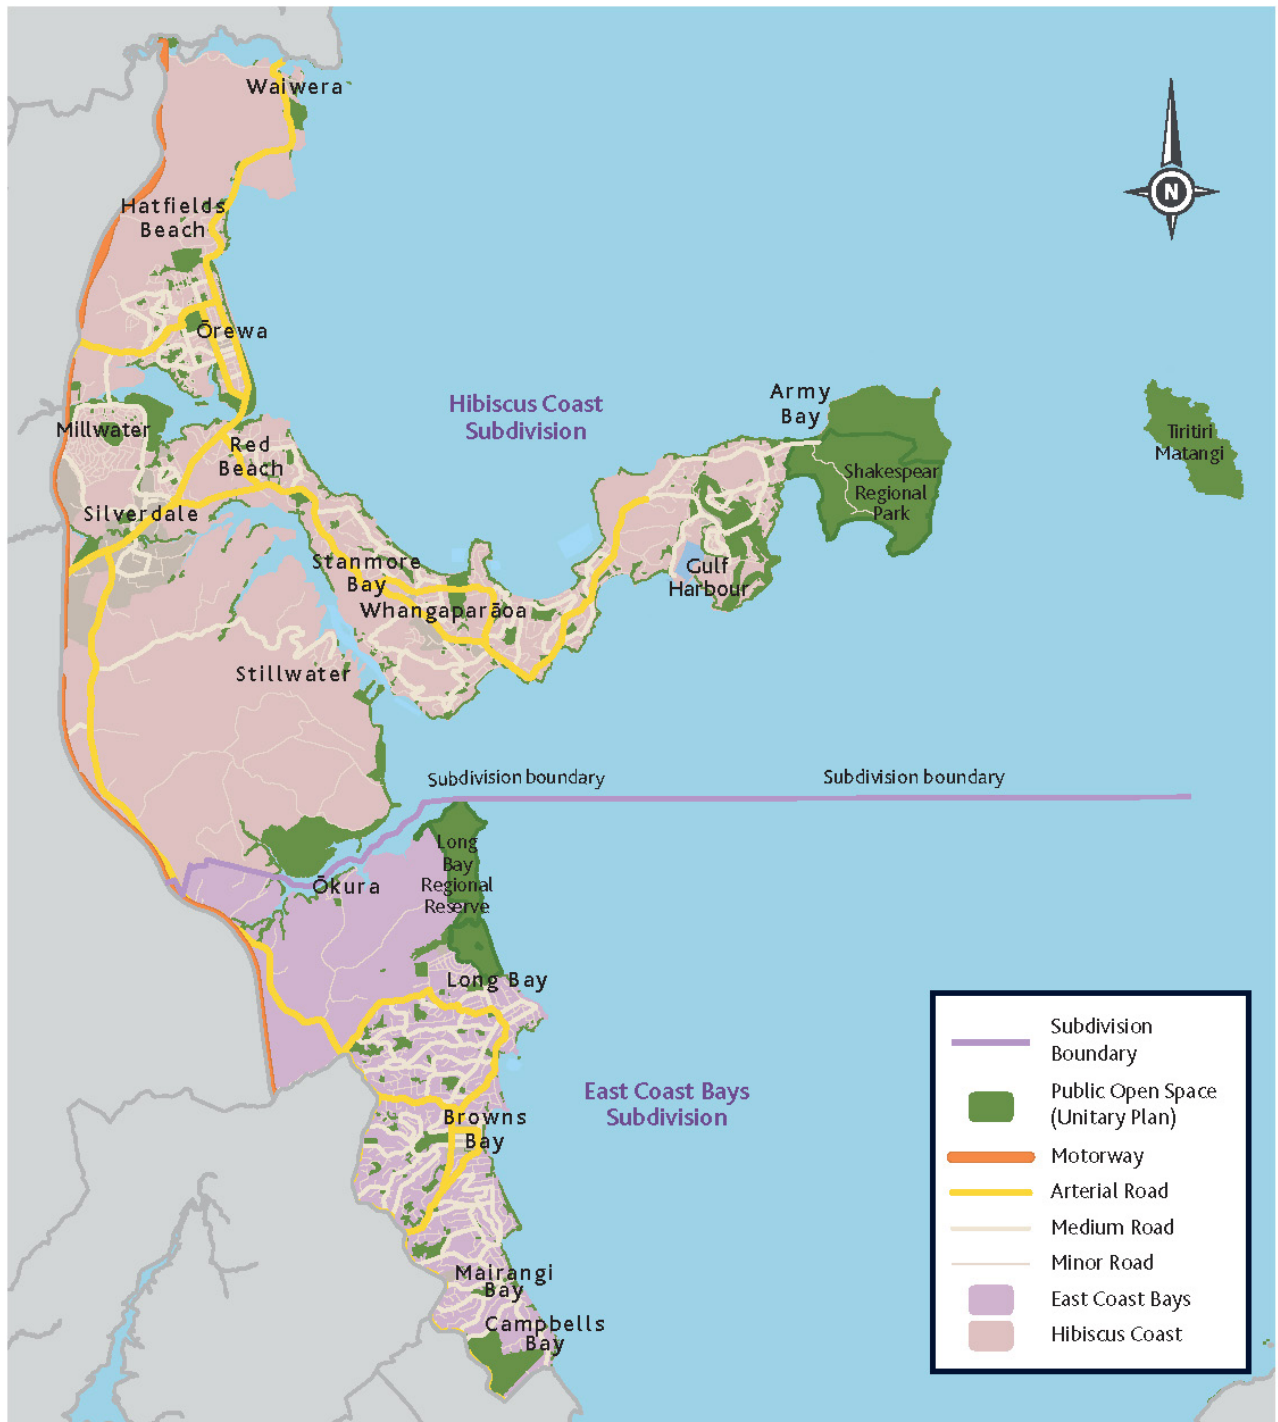 Waiwera
Hatfields
Beach
Ōrewa
Hibiscus Coast
Subdivision
Army
Bay
Tiritiri
Matangi
Millwater
Red
Beach
Shakespear
Regional
Park
Silverdale
Stanmore
Bay
Gulf
Harbour
Whangaparāoa
Stillwater
Subdivision boundary
Subdivision boundary
Long
Bay
Regional
Reserve
Ōkura
Long Bay
East Coast Bays
Subdivision
Browns
Bay
Mairangi
Bay
Campbells
Bay
N
Subdivision
Boundary
Public Open Space
(Unitary Plan)
Motorway
Arterial Road
Medium Road
Minor Road
East Coast Bays
Hibiscus Coast